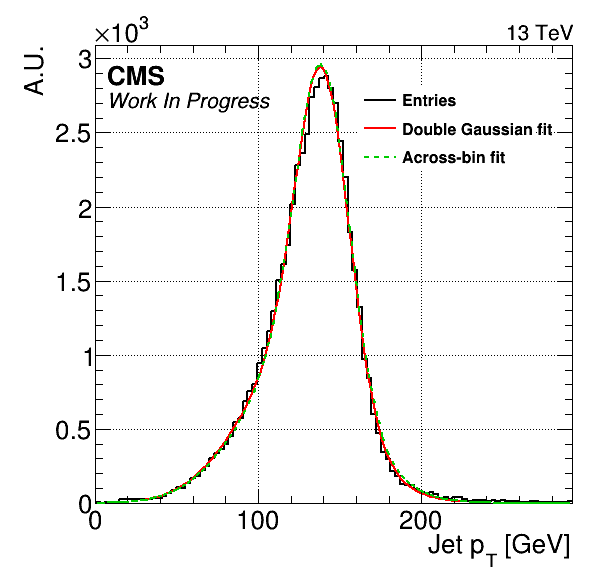 ×10³
13 TeV
A.U.
CMS
Work In Progress
Entries
Double Gaussian fit
Across-bin fit
3
2.5
2
1.5
1
0.5
0
0 100 200
Jet p_T [GeV]